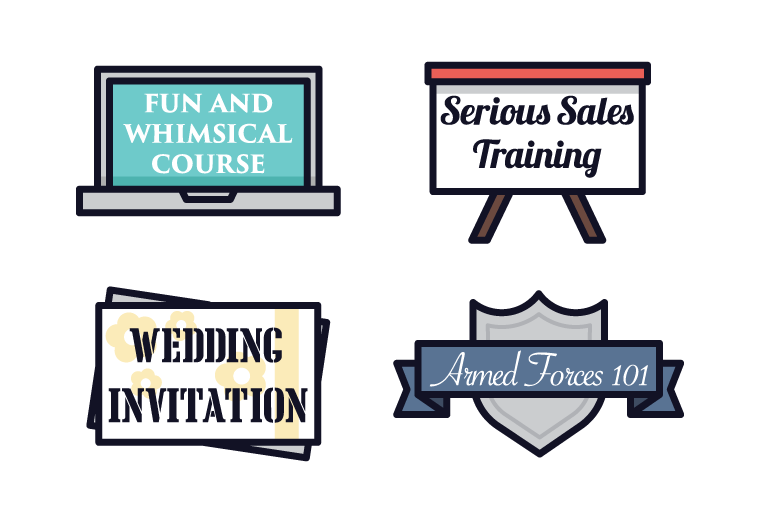 FUN AND
WHIMSICAL
COURSE
Serious Sales
Training
WEDDING
INVITATION
Armed Forces 101